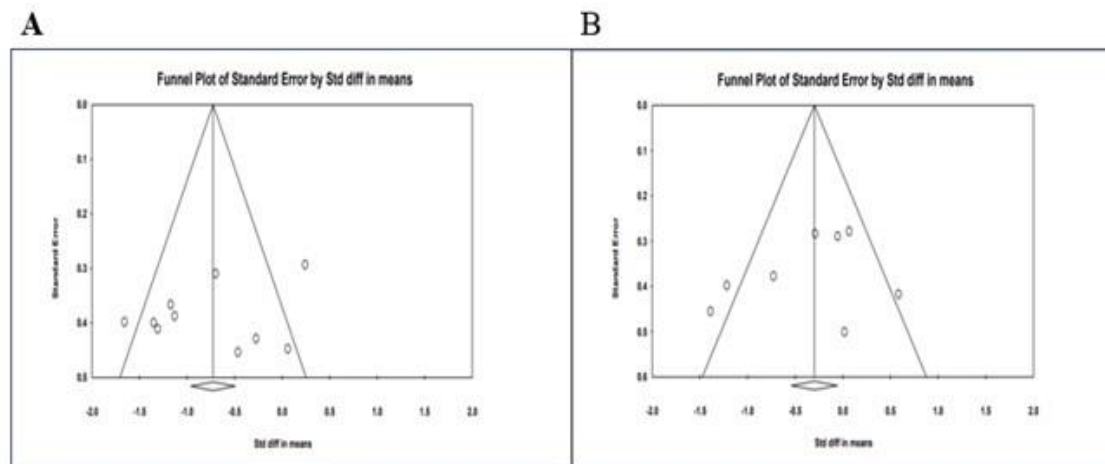 A
B
Funnel Plot of Standard Error by Std diff in means
0.0
0.1
0.2
0.3
0.4
0.5
-2.0 -1.5 -1.0 -0.5 0.0 0.5 1.0 1.5 2.0
Standard Error
Std diff in means
Funnel Plot of Standard Error by Std diff in means
0.0
0.1
0.2
0.3
0.4
0.5
0.6
-2.0 -1.5 -1.0 -0.5 0.0 0.5 1.0 1.5 2.0
Standard Error
Std diff in means